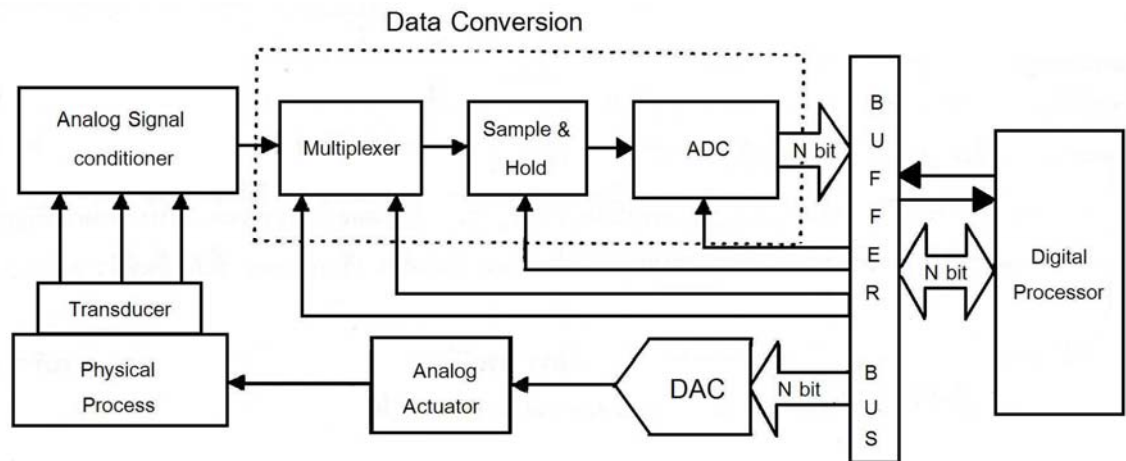 Data Conversion
Analog Signal
conditioner
Multiplexer
Sample &
Hold
ADC
N bit
B
U
F
F
E
R
B
U
S
N bit
Digital
Processor
Transducer
Physical
Process
Analog
Actuator
DAC
N bit